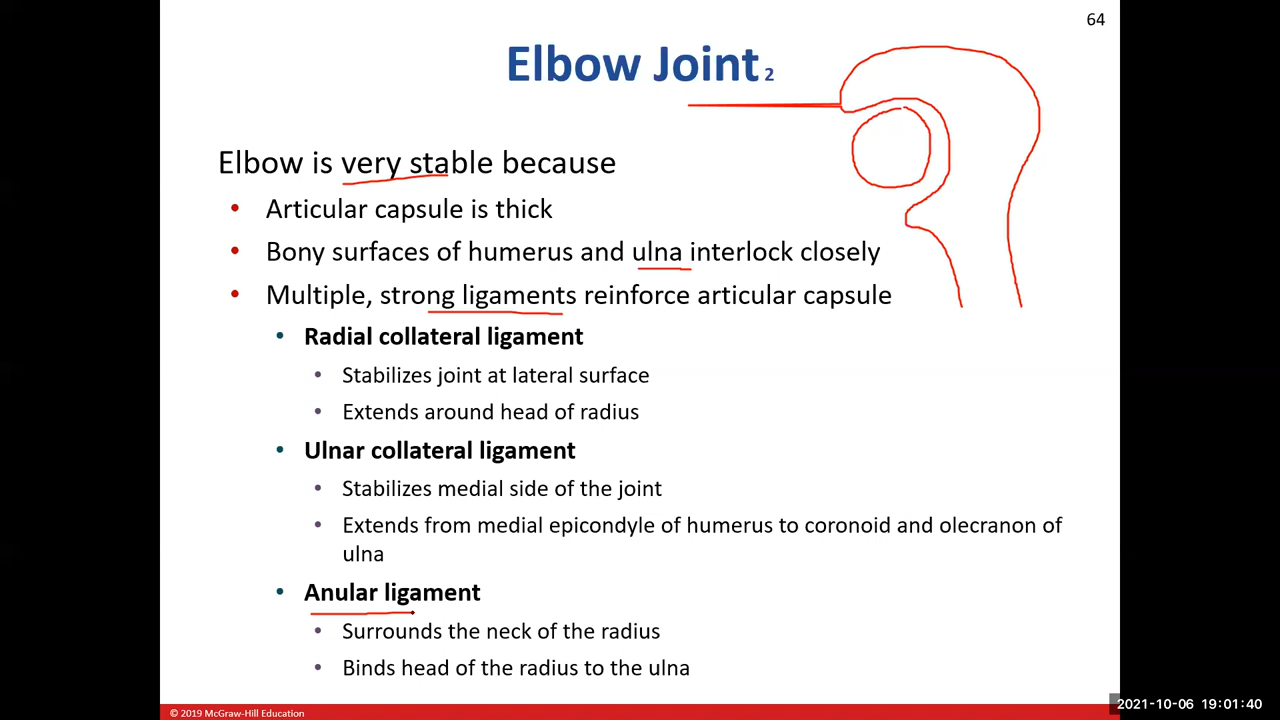 64
Elbow Joint 2
Elbow is very stable because
• Articular capsule is thick
• Bony surfaces of humerus and ulna interlock closely
• Multiple, strong ligaments reinforce articular capsule
• Radial collateral ligament
• Stabilizes joint at lateral surface
• Extends around head of radius
• Ulnar collateral ligament
• Stabilizes medial side of the joint
• Extends from medial epicondyle of humerus to coronoid and olecranon of
ulna
• Anular ligament
• Surrounds the neck of the radius
• Binds head of the radius to the ulna
© 2019 McGraw-Hill Education
2021-10-06 19:01:40